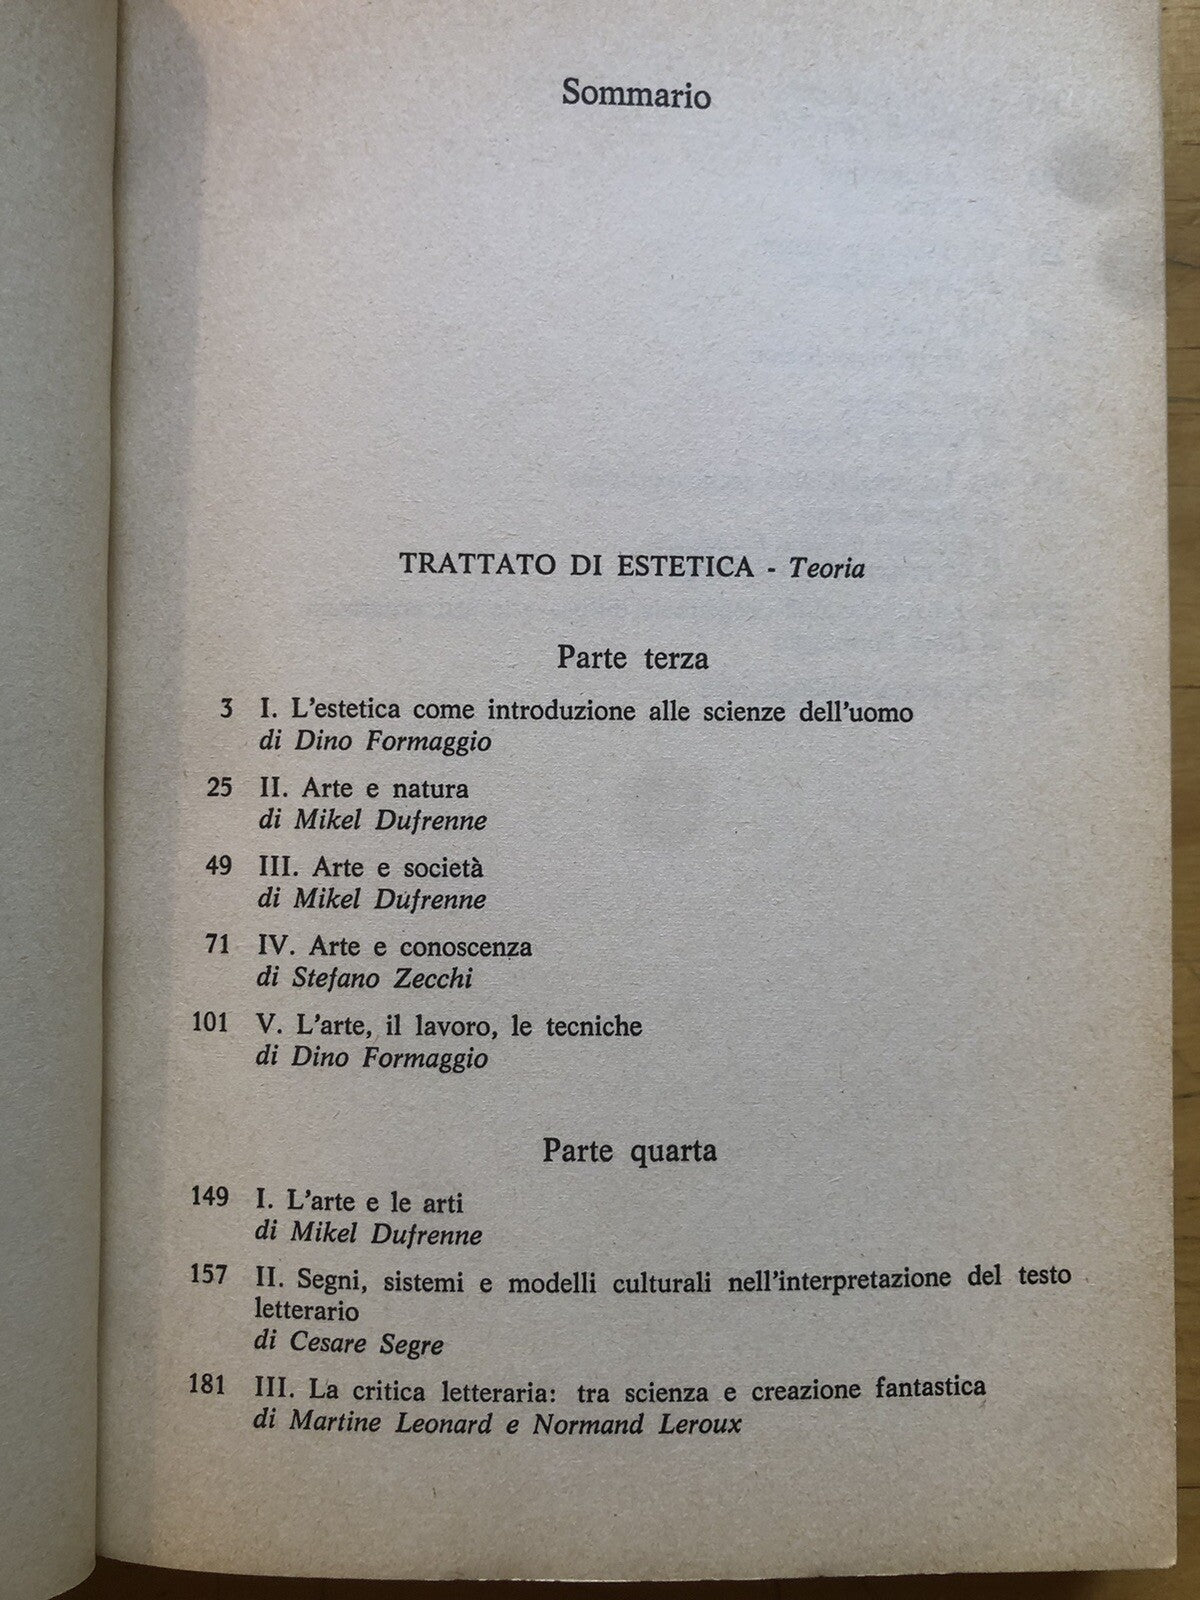 Sommario
TRATTATO DI ESTETICA - Teoria
Parte terza
3 I. L'estetica come introduzione alle scienze dell'uomo
di Dino Formaggio
25 II. Arte e natura
di Mikel Dufrenne
49 III. Arte e società
di Mikel Dufrenne
71 IV. Arte e conoscenza
di Stefano Zecchi
101 V. L'arte, il lavoro, le tecniche
di Dino Formaggio
Parte quarta
149 I. L'arte e le arti
di Mikel Dufrenne
157 II. Segni, sistemi e modelli culturali nell'interpretazione del testo
letterario
di Cesare Segre
181 III. La critica letteraria: tra scienza e creazione fantastica
di Martine Leonard e Normand Leroux